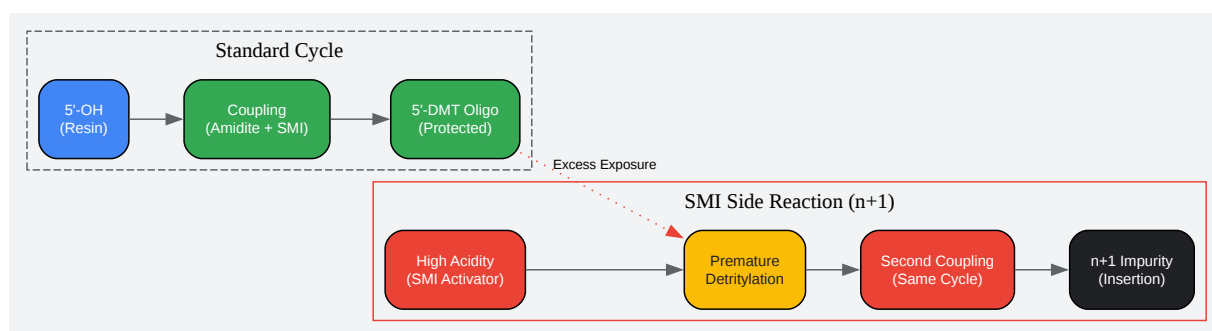 Standard Cycle
5'-OH
(Resin)
Coupling
(Amidite + SMI)
5'-DMT Oligo
(Protected)
Excess Exposure
SMI Side Reaction (n+1)
High Acidity
(SMI Activator)
Premature
Detritylation
Second Coupling
(Same Cycle)
n+1 Impurity
(Insertion)